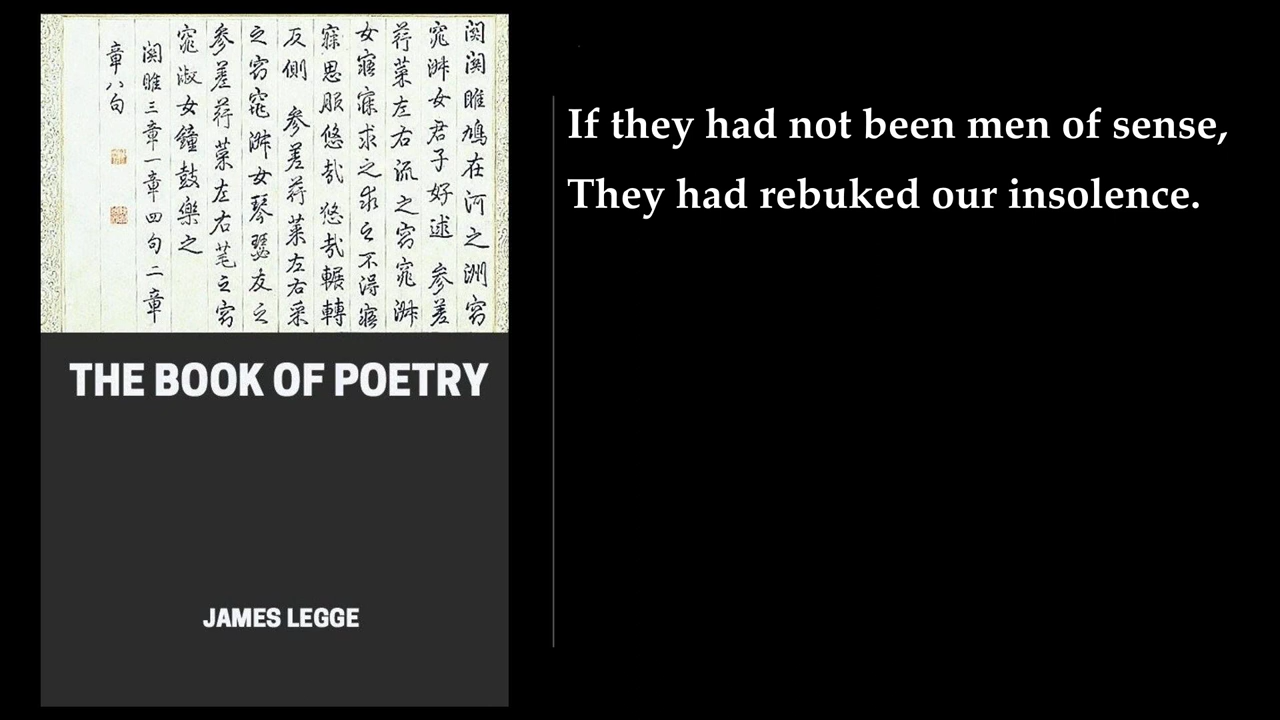 關關雎鳩在河之洲窈
窕淑女君子好逑 參差
荇菜左右流之窈窕淑
女寤寐求之求之不得寤
寐思服悠哉悠哉輾轉
反側 參差荇菜左右采
之窈窕淑女琴瑟友之
參差荇菜左右芼之窈
窕淑女鐘鼓樂之
關雎三章一章四句二章
章八句
THE BOOK OF POETRY
JAMES LEGGE
If they had not been men of sense,
They had rebuked our insolence.